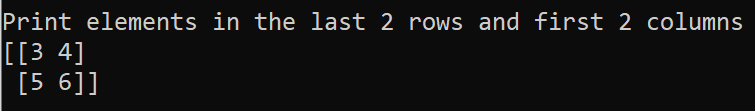 Print elements in the last 2 rows and first 2 columns
[[3 4]
 [5 6]]